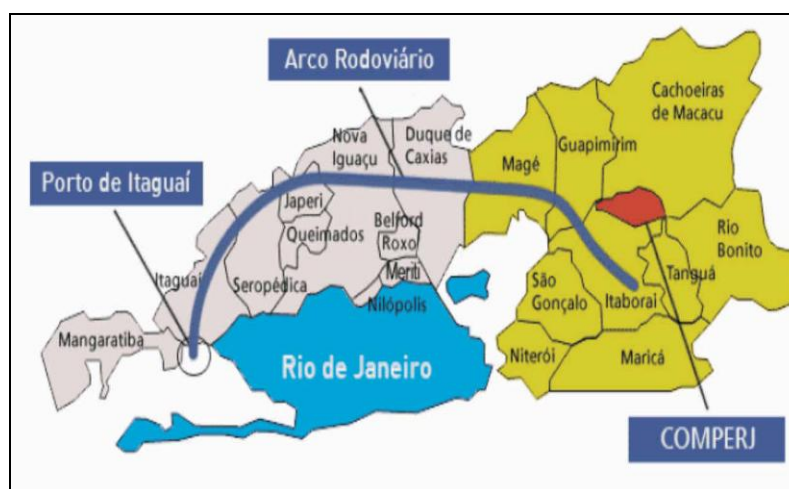 Arco Rodoviário
Cachoeiras
de Macacu
Nova
Iguaçu
Duque de
Caxias
Guapimirim
Magé
Porto de Itaguaí
Japeri
Belford
Roxo
Queimados
Rio
Bonito
Itaguaí
Seropédica
Meriti
Tanguá
São
Gonçalo
Itaborai
Nilópolis
Mangaratiba
Niterói
Maricá
Rio de Janeiro
COMPERJ